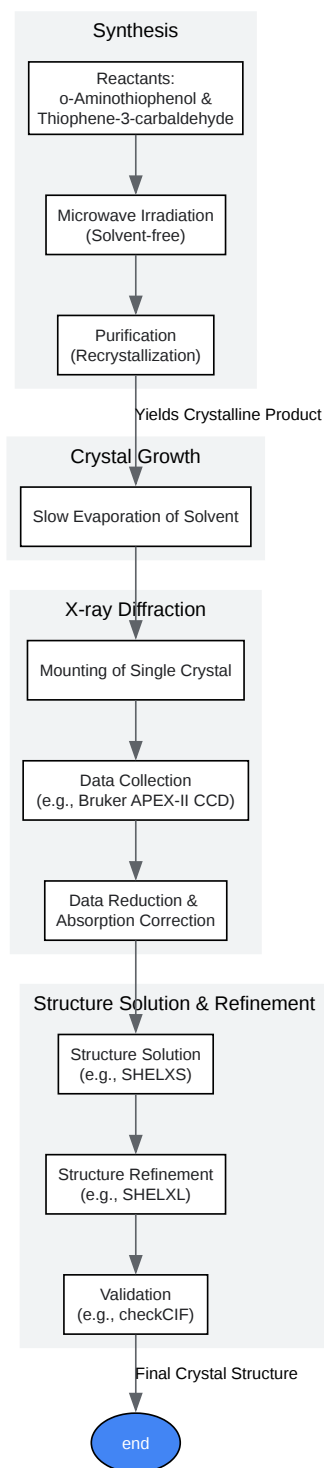 Synthesis
Reactants:
o-Aminothiophenol &
Thiophene-3-carbaldehyde
Microwave Irradiation
(Solvent-free)
Purification
(Recrystallization)
Yields Crystalline Product
Crystal Growth
Slow Evaporation of Solvent
X-ray Diffraction
Mounting of Single Crystal
Data Collection
(e.g., Bruker APEX-II CCD)
Data Reduction &
Absorption Correction
Structure Solution & Refinement
Structure Solution
(e.g., SHELXS)
Structure Refinement
(e.g., SHELXL)
Validation
(e.g., checkCIF)
Final Crystal Structure
end